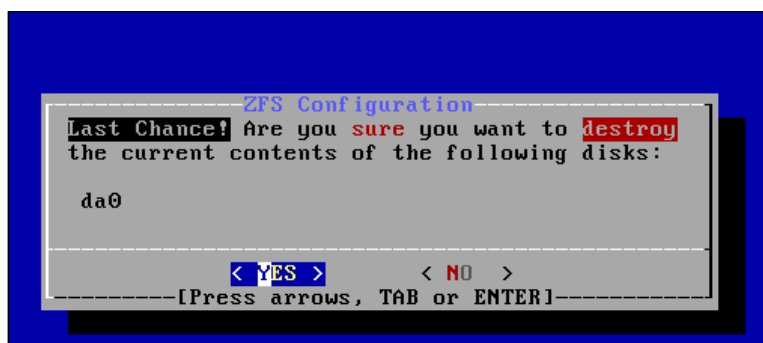 ZFS Configuration
Last Chance! Are you sure you want to destroy
the current contents of the following disks:
da0
< YES > < NO >
[Press arrows, TAB or ENTER]